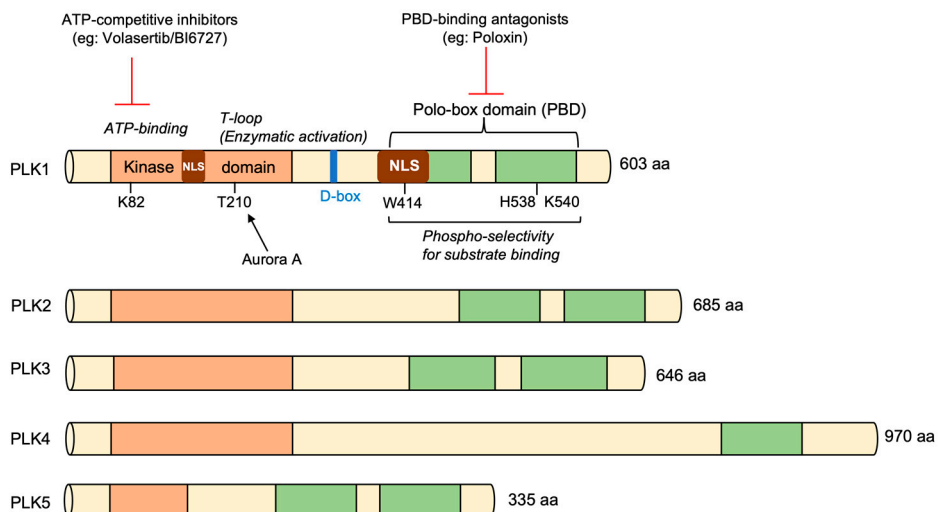 ATP-competitive inhibitors
(eg: Volasertib/BI6727)
PBD-binding antagonists
(eg: Poloxin)
ATP-binding
T-loop
(Enzymatic activation)
Polo-box domain (PBD)
PLK1
Kinase
NLS
domain
NLS
603 aa
K82
T210
D-box
W414
H538
K540
Aurora A
Phospho-selectivity
for substrate binding
PLK2
685 aa
PLK3
646 aa
PLK4
970 aa
PLK5
335 aa